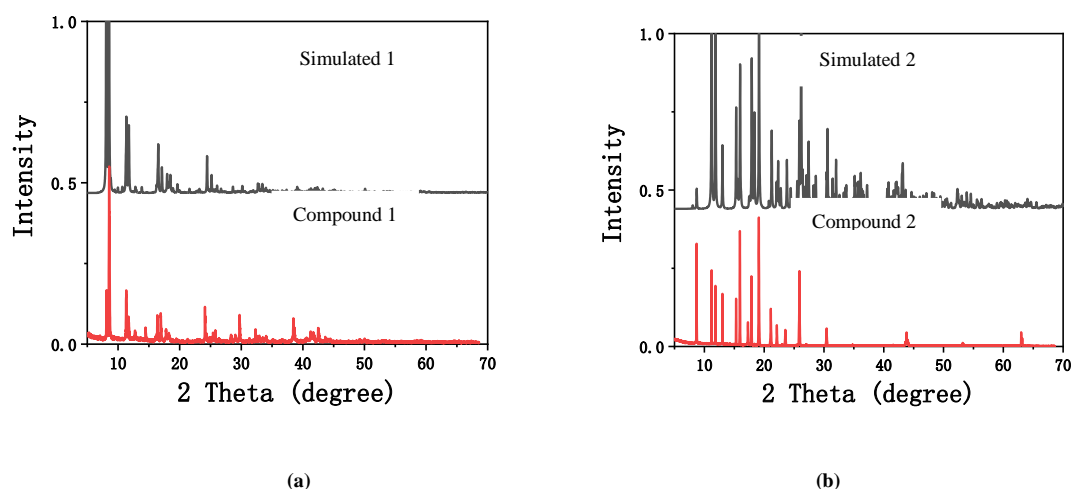 (a)
(b)
1.0
Simulated 1
0.5
Compound 1
0.0
Intensity
10 20 30 40 50 60 70
2 Theta (degree)
1.0
Simulated 2
0.5
Compound 2
0.0
Intensity
10 20 30 40 50 60 70
2 Theta (degree)
(a)
(b)